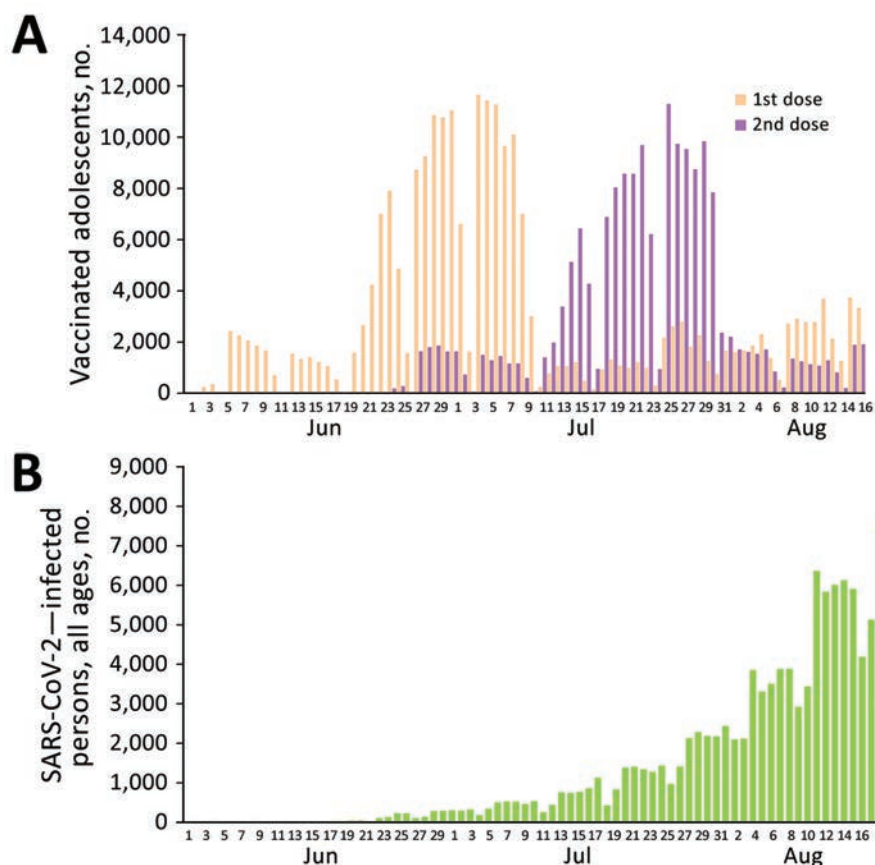 A
Vaccinated adolescents, no.
14,000
12,000
10,000
8,000
6,000
4,000
2,000
0
1st dose
2nd dose
1 3 5 7 9 11 13 15 17 19 21 23 25 27 29 1 3 5 7 9 11 13 15 17 19 21 23 25 27 29 31 2 4 6 8 10 12 14 16
Jun Jul Aug
B
SARS-CoV-2—infected
persons, all ages, no.
9,000
8,000
7,000
6,000
5,000
4,000
3,000
2,000
1,000
0
1 3 5 7 9 11 13 15 17 19 21 23 25 27 29 1 3 5 7 9 11 13 15 17 19 21 23 25 27 29 31 2 4 6 8 10 12 14 16
Jun Jul Aug